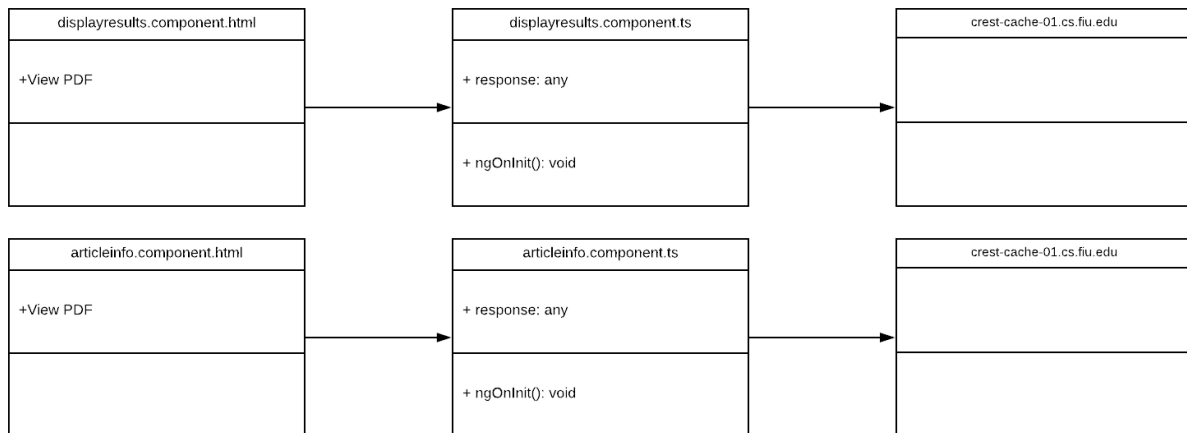 displayresults.component.html
displayresults.component.ts
crest-cache-01.cs.fiu.edu
+View PDF
+ response: any
+ ngOnInit(): void
articleinfo.component.html
articleinfo.component.ts
crest-cache-01.cs.fiu.edu
+View PDF
+ response: any
+ ngOnInit(): void